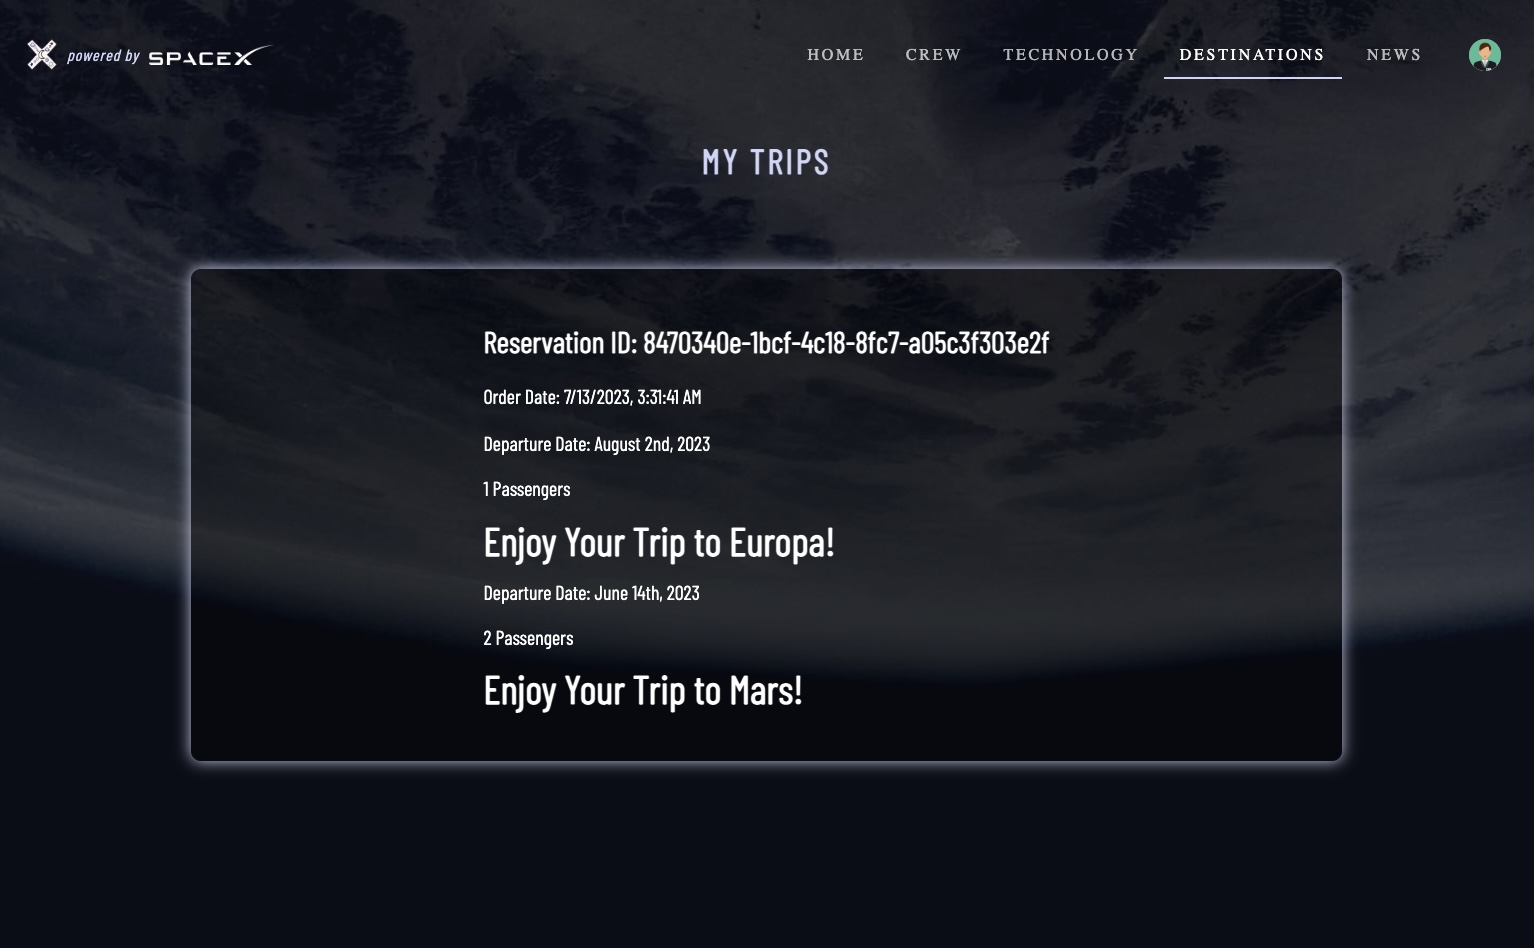 powered by SPACEX
HOME CREW TECHNOLOGY DESTINATIONS NEWS
MY TRIPS
Reservation ID: 8470340e-1bcf-4c18-8fc7-a05c3f303e2f
Order Date: 7/13/2023, 3:31:41 AM
Departure Date: August 2nd, 2023
1 Passengers
Enjoy Your Trip to Europa!
Departure Date: June 14th, 2023
2 Passengers
Enjoy Your Trip to Mars!